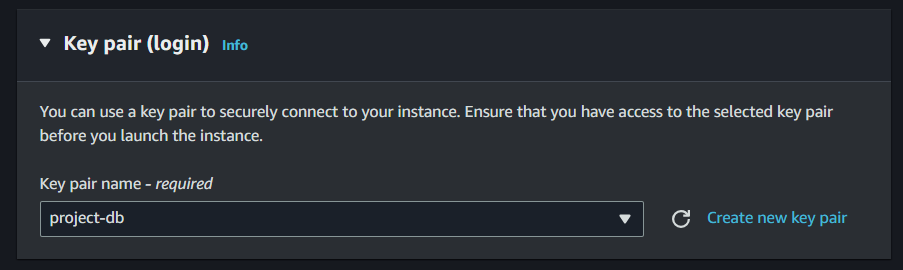 Key pair (login) Info
You can use a key pair to securely connect to your instance. Ensure that you have access to the selected key pair
before you launch the instance.
Key pair name - required
project-db
Create new key pair